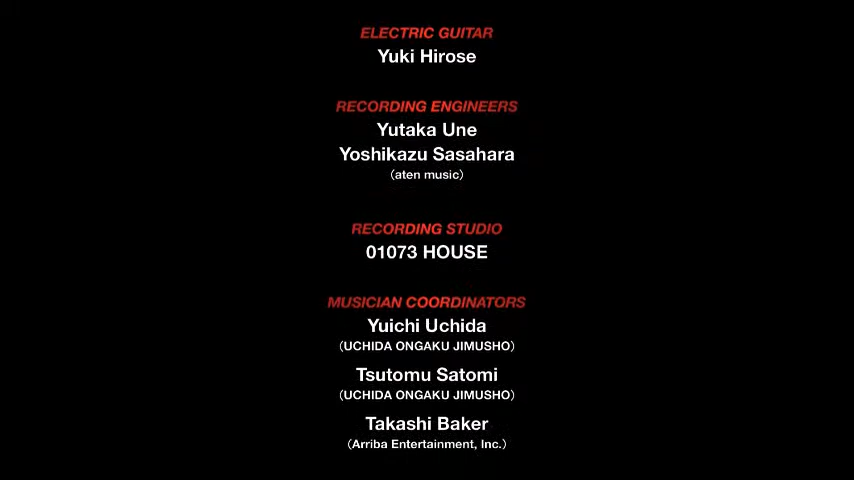 ELECTRIC GUITAR
Yuki Hirose
RECORDING ENGINEERS
Yutaka Une
Yoshikazu Sasahara
(aten music)
RECORDING STUDIO
01073 HOUSE
MUSICIAN COORDINATORS
Yuichi Uchida
(UCHIDA ONGAKU JIMUSHO)
Tsutomu Satomi
(UCHIDA ONGAKU JIMUSHO)
Takashi Baker
(Arriba Entertainment, Inc.)